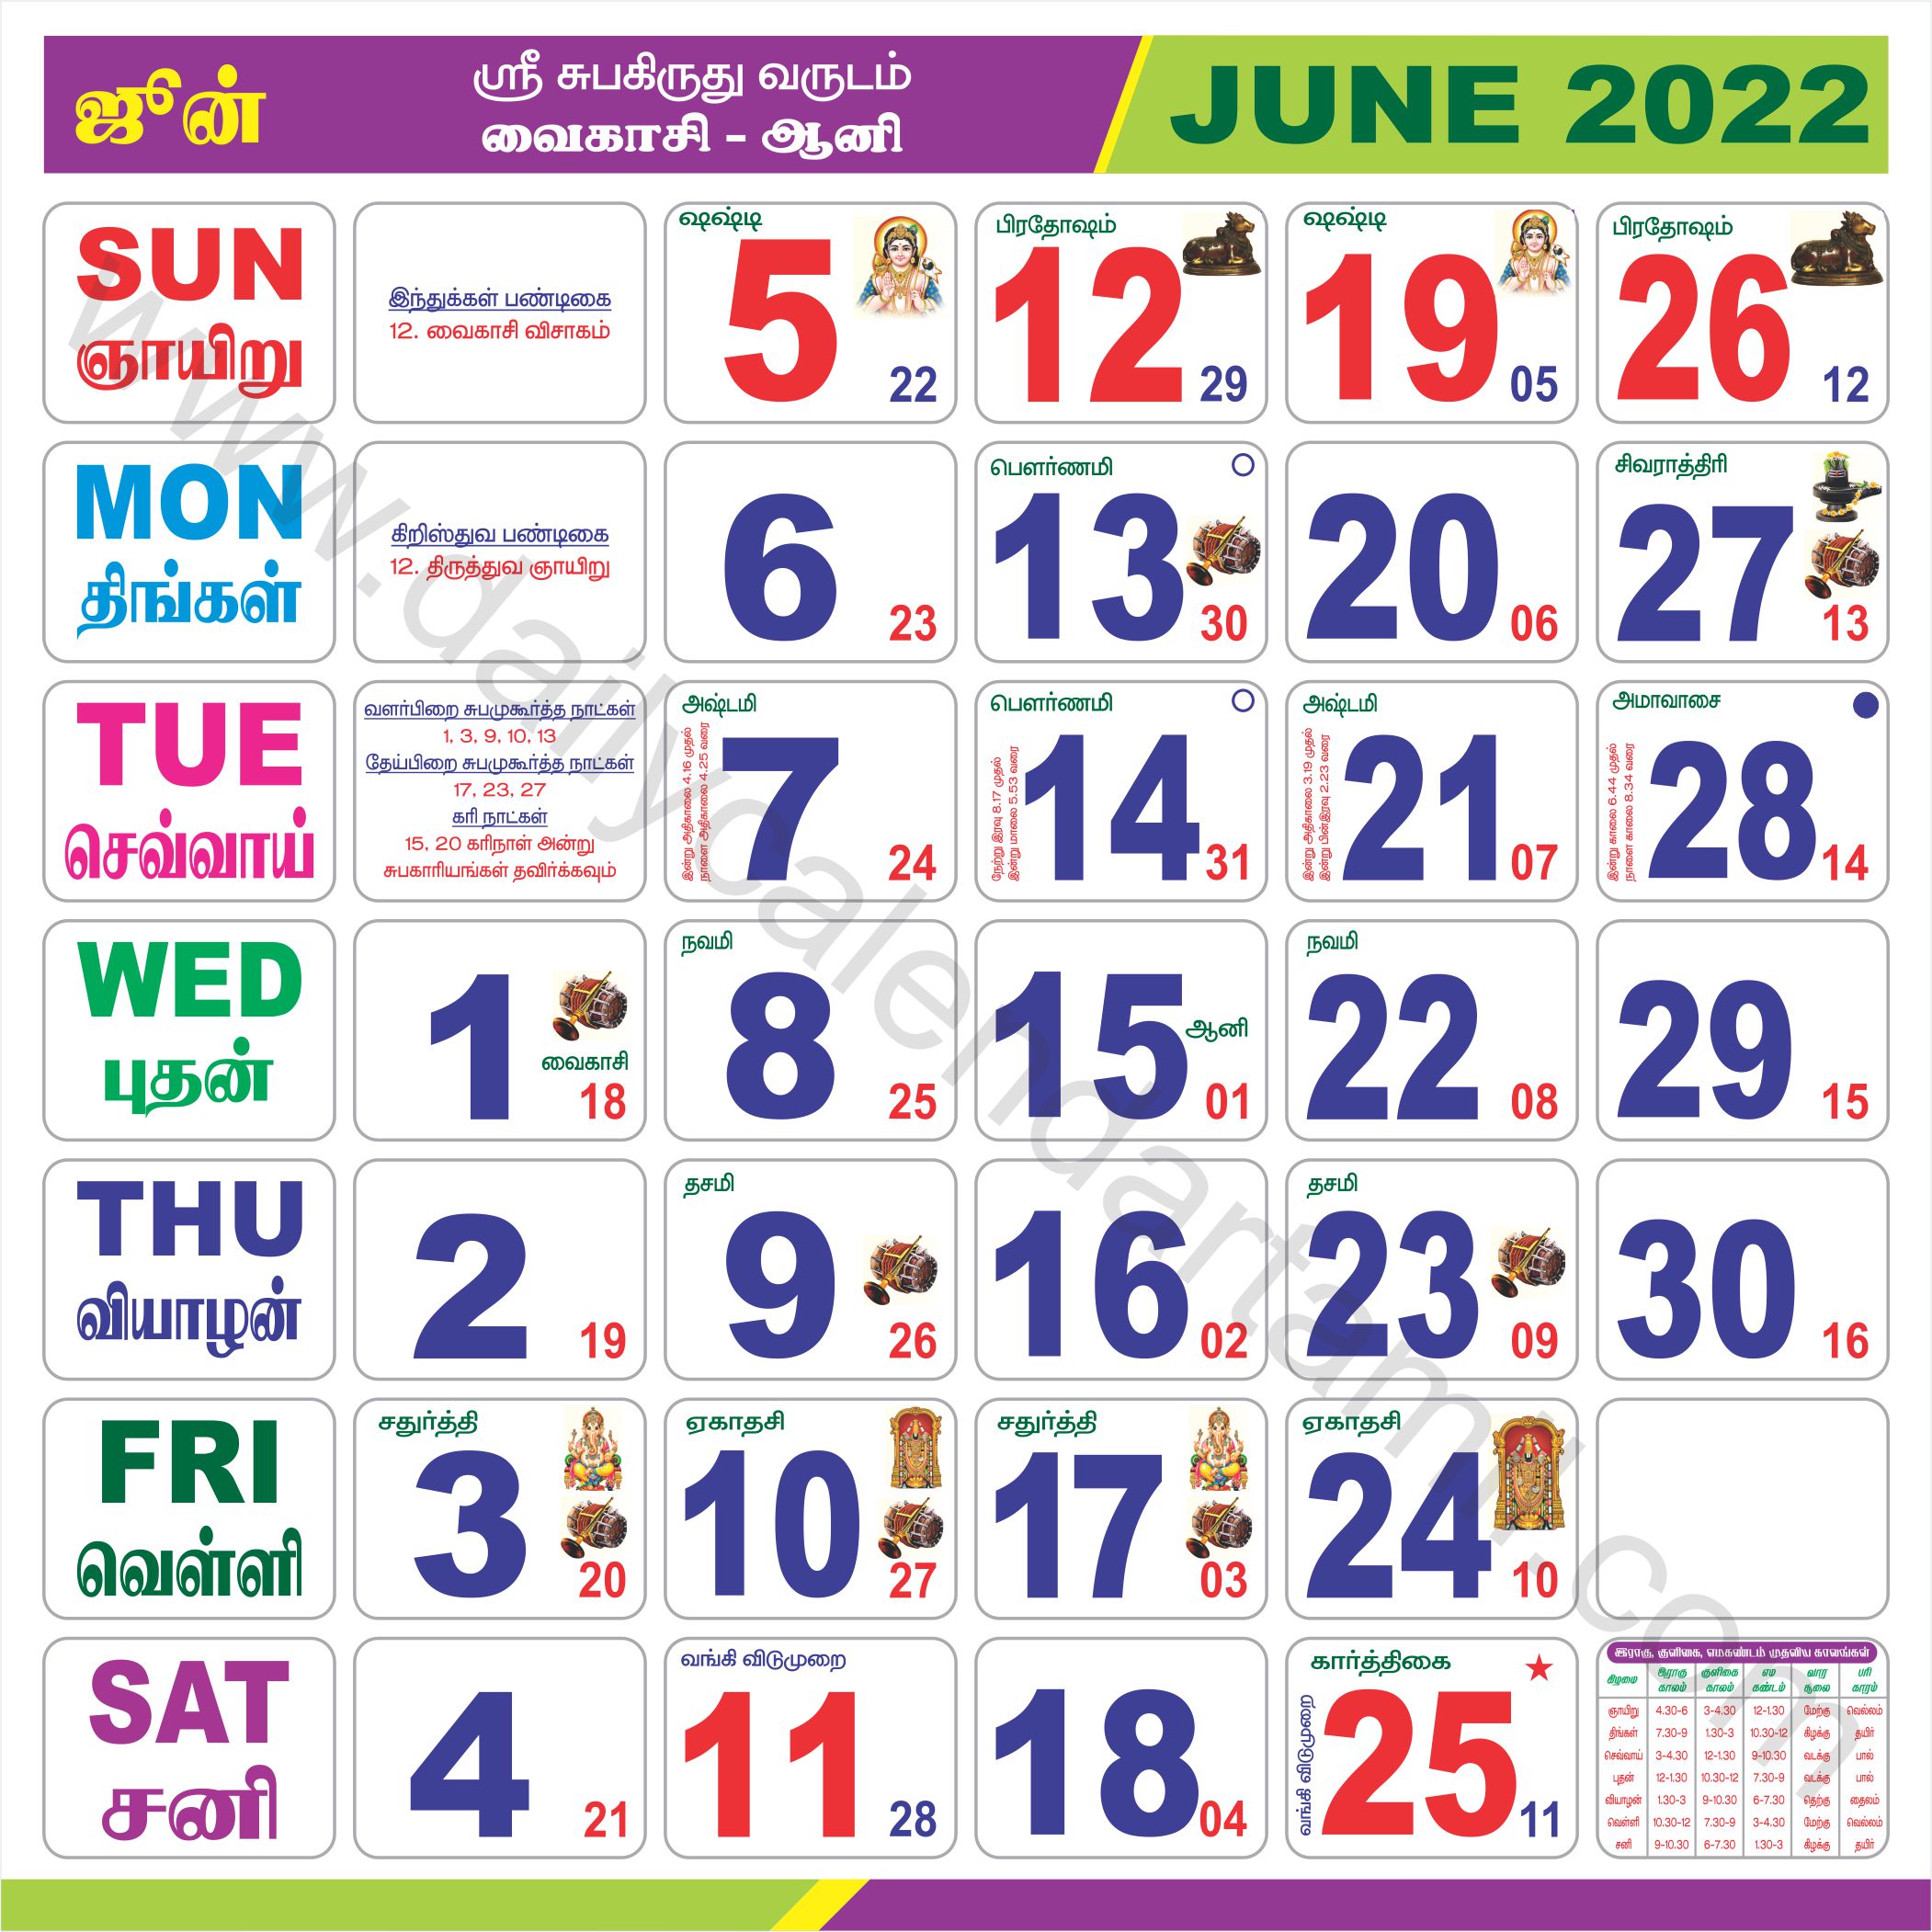 ஜூன்
ஸ்ரீ சுபகிருது வருடம்
வைகாசி - ஆனி
JUNE 2022
SUN
ஞாயிறு
இந்துக்கள் பண்டிகை
12. வைகாசி விசாகம்
ஷஷ்டி
5
22
பிரதோஷம்
12
29
ஷஷ்டி
19
05
பிரதோஷம்
26
12
MON
திங்கள்
கிறிஸ்துவ பண்டிகை
12. திருத்துவ ஞாயிறு
6
23
பௌர்ணமி
13
30
20
06
சிவராத்திரி
27
13
TUE
செவ்வாய்
வளர்பிறை சுபமுகூர்த்த நாட்கள்
1, 3, 9, 10, 13
தேய்பிறை சுபமுகூர்த்த நாட்கள்
17, 23, 27
கரி நாட்கள்
15, 20 கரிநாள் அன்று
சுபகாரியங்கள் தவிர்க்கவும்
அஷ்டமி
இன்று அதிகாலை 4.16 முதல்
நாளை அதிகாலை 4.25 வரை
7
24
பௌர்ணமி
நேற்று இரவு 8.17 முதல்
இன்று மாலை 5.53 வரை
14
31
அஷ்டமி
இன்று அதிகாலை 3.19 முதல்
இன்று பின்இரவு 2.23 வரை
21
07
அமாவாசை
இன்று காலை 6.44 முதல்
நாளை காலை 8.34 வரை
28
14
WED
புதன்
1
வைகாசி
18
நவமி
8
25
15
ஆனி
01
நவமி
22
08
29
15
THU
வியாழன்
2
19
தசமி
9
26
16
02
தசமி
23
09
30
16
FRI
வெள்ளி
சதுர்த்தி
3
20
ஏகாதசி
10
27
சதுர்த்தி
17
03
ஏகாதசி
24
10
SAT
சனி
4
21
வங்கி விடுமுறை
11
28
18
04
கார்த்திகை
வங்கி விடுமுறை
25
11
இராகு, குளிகை, எமகண்டம் முதலிய காலங்கள்
கிழமை இராகு காலம் குளிகை காலம் எம கண்டம் வார சூலை பரி காரம்
ஞாயிறு 4.30-6 3-4.30 12-1.30 மேற்கு வெல்லம்
திங்கள் 7.30-9 1.30-3 10.30-12 கிழக்கு தயிர்
செவ்வாய் 3-4.30 12-1.30 9-10.30 வடக்கு பால்
புதன் 12-1.30 10.30-12 7.30-9 வடக்கு பால்
வியாழன் 1.30-3 9-10.30 6-7.30 தெற்கு தைலம்
வெள்ளி 10.30-12 7.30-9 3-4.30 மேற்கு வெல்லம்
சனி 9-10.30 6-7.30 1.30-3 கிழக்கு தயிர்
www.dailycalendartamil.com